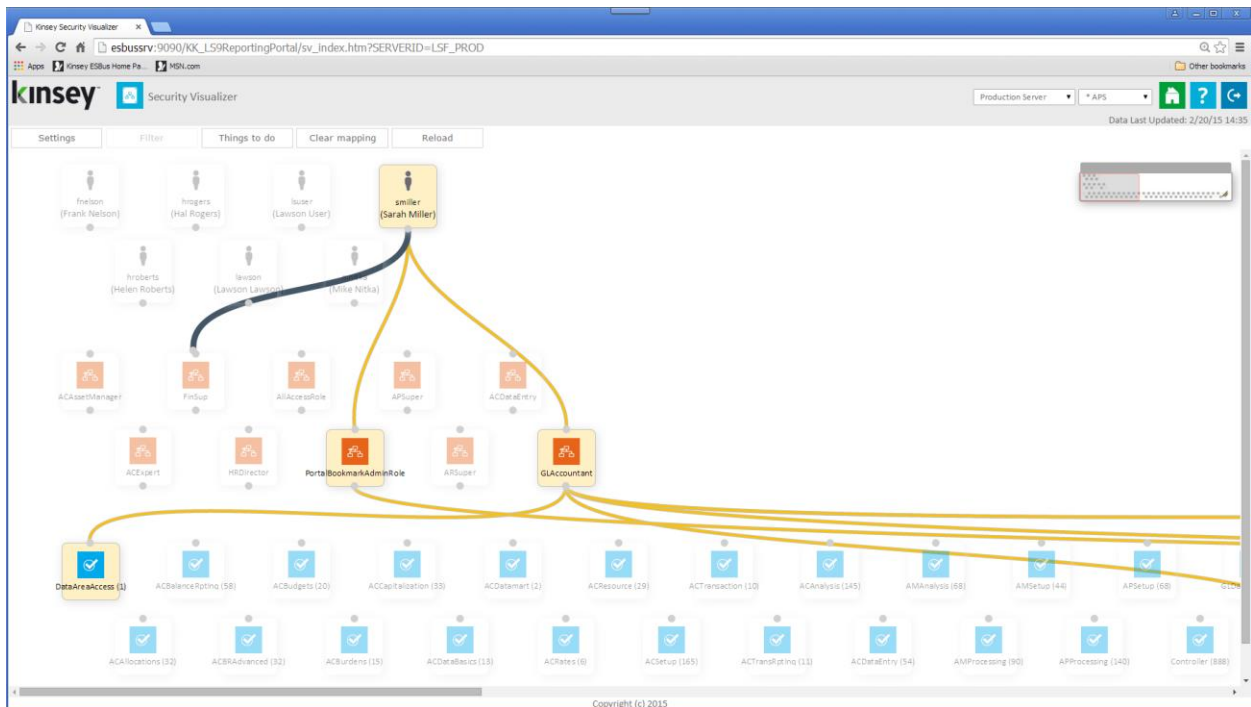 Kinsey Security Visualizer
esbussrv:9090/KK_LS9ReportingPortal/sv_index.htm?SERVERID=LSF_PROD
Apps Kinsey ESBus Home Pa... MSN.com Other bookmarks
kinsey Security Visualizer Production Server * APS
Data Last Updated: 2/20/15 14:35
Settings Filter Things to do Clear mapping Reload
fnelson hrogers lsuser smiller
(Frank Nelson) (Hal Rogers) (Lawson User) (Sarah Miller)
hroberts lawson
(Helen Roberts) (Lawson Lawson) (Mike Nitka)
ACAssetManager FinSup AllAccessRole APSuper ACDataEntry
ACExpert HRDirector PortalBookmarkAdminRole ARSuper GLAccountant
DataAreaAccess (1) ACBalanceRpting (58) ACBudgets (20) ACCapitalization (33) ACDatamart (2) ACResource (29) ACTransaction (10) ACAnalysis (145) AMAnalysis (68) AMSetup (44) APSetup (68)
ACAllocations (32) ACBRAdvanced (32) ACBurdens (15) ACDataBasics (13) ACRates (6) ACSetup (165) ACTransRpting (11) ACDataEntry (54) AMProcessing (90) APProcessing (140) Controller (888)
Copyright (c) 2015